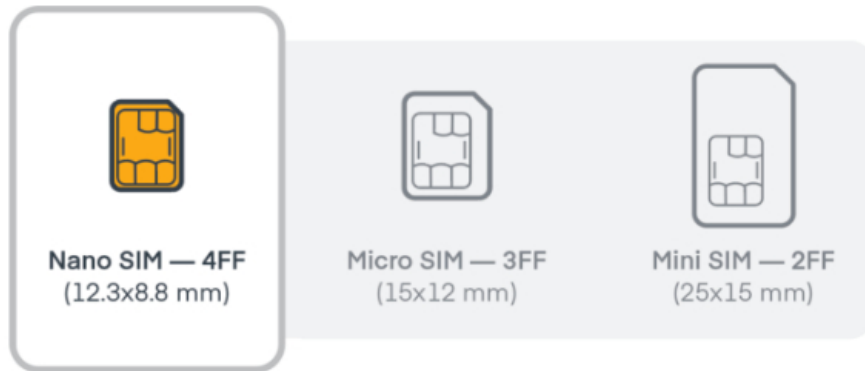 Nano SIM — 4FF
(12.3x8.8 mm)
Micro SIM — 3FF
(15x12 mm)
Mini SIM — 2FF
(25x15 mm)